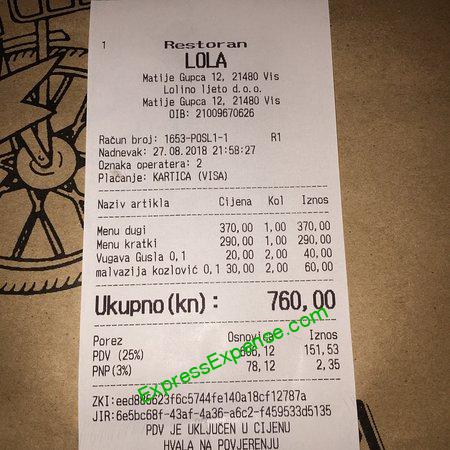 1
Restoran
LOLA
Matije Gupca 12, 21480 Vis
Lolino ljeto d.o.o.
Matije Gupca 12, 21480 Vis
OIB: 21009670626
Račun broj: 1653-POSL1-1 R1
Nadnevak: 27.08.2018 21:58:27
Oznaka operatera: 2
Plaćanje: KARTICA (VISA)
Naziv artikla Cijena Kol Iznos
Menu dugi 370,00 1,00 370,00
Menu kratki 290,00 1,00 290,00
Vugava Gusla 0,1 20,00 2,00 40,00
malvazija kozlović 0,1 30,00 2,00 60,00
Ukupno(kn): 760,00
Porez Osnovica Iznos
PDV (25%) 606,12 151,53
PNP(3%) 78,12 2,35
ExpressExpense.com
JIR:6e5bc68f-43af-4a36-a6c2-f459533d5135
PDV JE UKLJUČEN U CIJENU
HVALA NA POVJERENJU